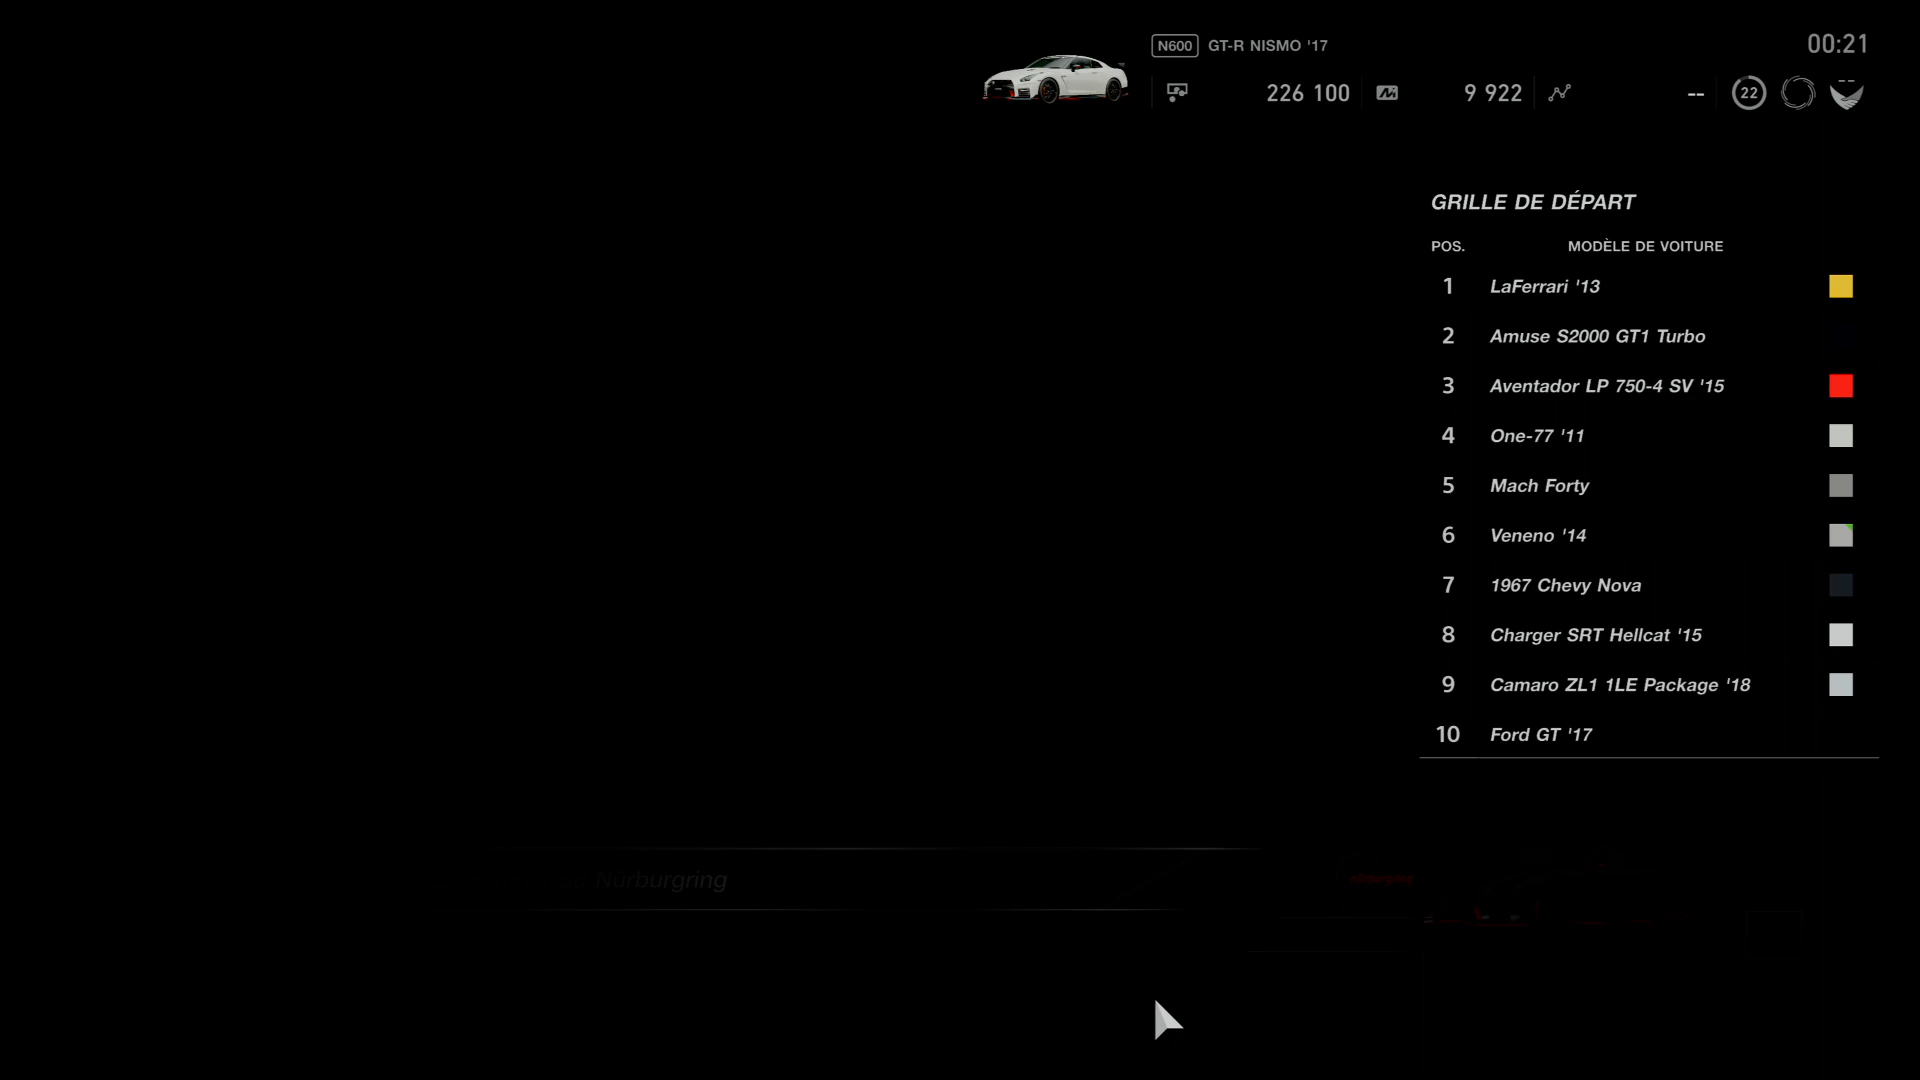 N600 GT-R NISMO '17
00:21
226 100
9 922
--
22
--
GRILLE DE DÉPART
POS. MODÈLE DE VOITURE
1 LaFerrari '13
2 Amuse S2000 GT1 Turbo
3 Aventador LP 750-4 SV '15
4 One-77 '11
5 Mach Forty
6 Veneno '14
7 1967 Chevy Nova
8 Charger SRT Hellcat '15
9 Camaro ZL1 1LE Package '18
10 Ford GT '17
Nürburgring